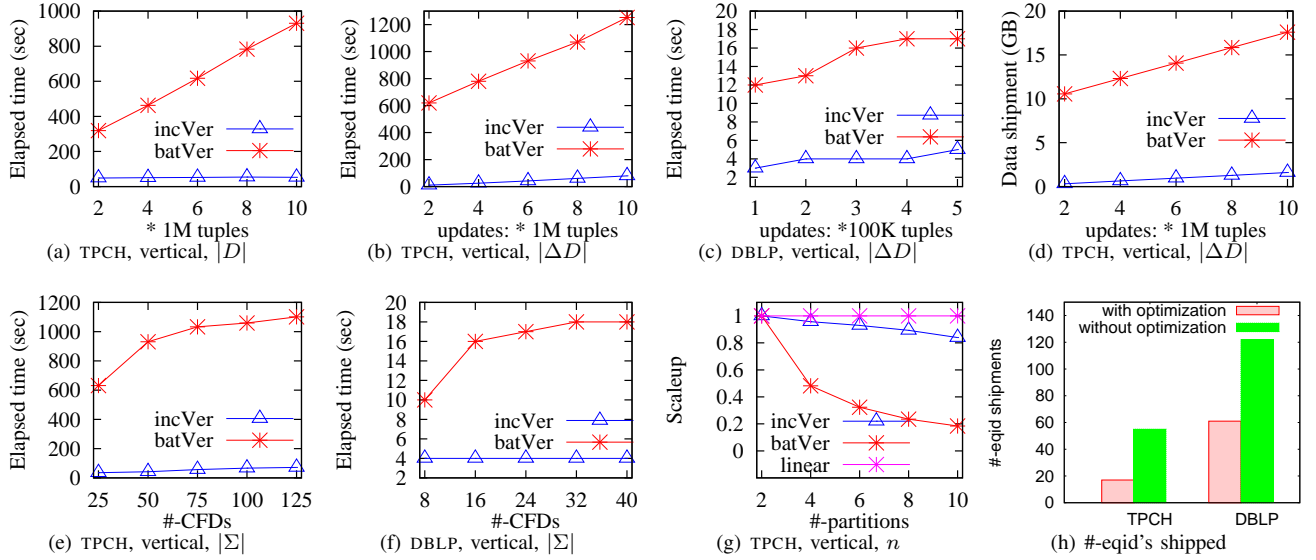 Elapsed time (sec)
1000
800
600
400
200
0
incVer
batVer
2 4 6 8 10
* 1M tuples
(a) TPCH, vertical, |D|
Elapsed time (sec)
1200
1000
800
600
400
200
0
incVer
batVer
2 4 6 8 10
updates: * 1M tuples
(b) TPCH, vertical, |ΔD|
Elapsed time (sec)
20
18
16
14
12
10
8
6
4
2
incVer
batVer
1 2 3 4 5
updates: *100K tuples
(c) DBLP, vertical, |ΔD|
Data shipment (GB)
20
15
10
5
0
incVer
batVer
2 4 6 8 10
updates: * 1M tuples
(d) TPCH, vertical, |ΔD|
Elapsed time (sec)
1200
1000
800
600
400
200
0
incVer
batVer
25 50 75 100 125
#-CFDs
(e) TPCH, vertical, |Σ|
Elapsed time (sec)
20
18
16
14
12
10
8
6
4
2
incVer
batVer
8 16 24 32 40
#-CFDs
(f) DBLP, vertical, |Σ|
Scaleup
1
0.8
0.6
0.4
0.2
0
incVer
batVer
linear
2 4 6 8 10
#-partitions
(g) TPCH, vertical, n
#-eqid shipments
140
120
100
80
60
40
20
0
with optimization
without optimization
TPCH DBLP
(h) #-eqid's shipped